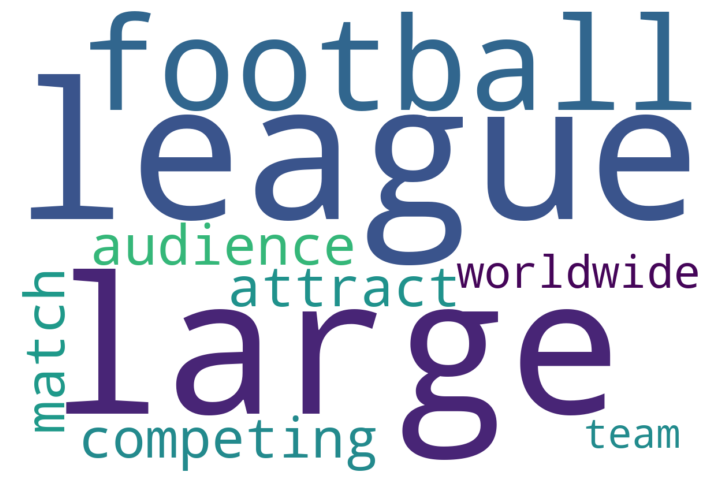 football
league
audience
worldwide
attract
match
large
competing
team